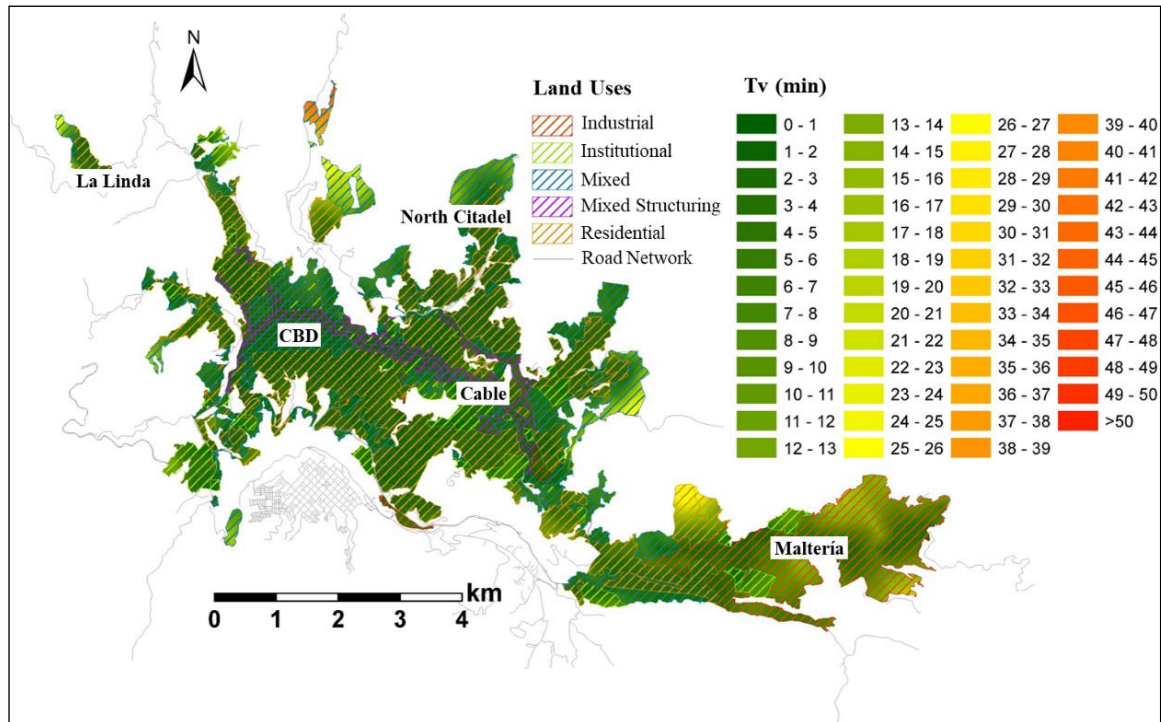 N
Land Uses
Industrial
Institutional
Mixed
Mixed Structuring
Residential
Road Network
Tv (min)
0 - 1
1 - 2
2 - 3
3 - 4
4 - 5
5 - 6
6 - 7
7 - 8
8 - 9
9 - 10
10 - 11
11 - 12
12 - 13
13 - 14
14 - 15
15 - 16
16 - 17
17 - 18
18 - 19
19 - 20
20 - 21
21 - 22
22 - 23
23 - 24
24 - 25
25 - 26
26 - 27
27 - 28
28 - 29
29 - 30
30 - 31
31 - 32
32 - 33
33 - 34
34 - 35
35 - 36
36 - 37
37 - 38
38 - 39
39 - 40
40 - 41
41 - 42
42 - 43
43 - 44
44 - 45
45 - 46
46 - 47
47 - 48
48 - 49
49 - 50
>50
La Linda
North Citadel
CBD
Cable
Maltería
km
0 1 2 3 4